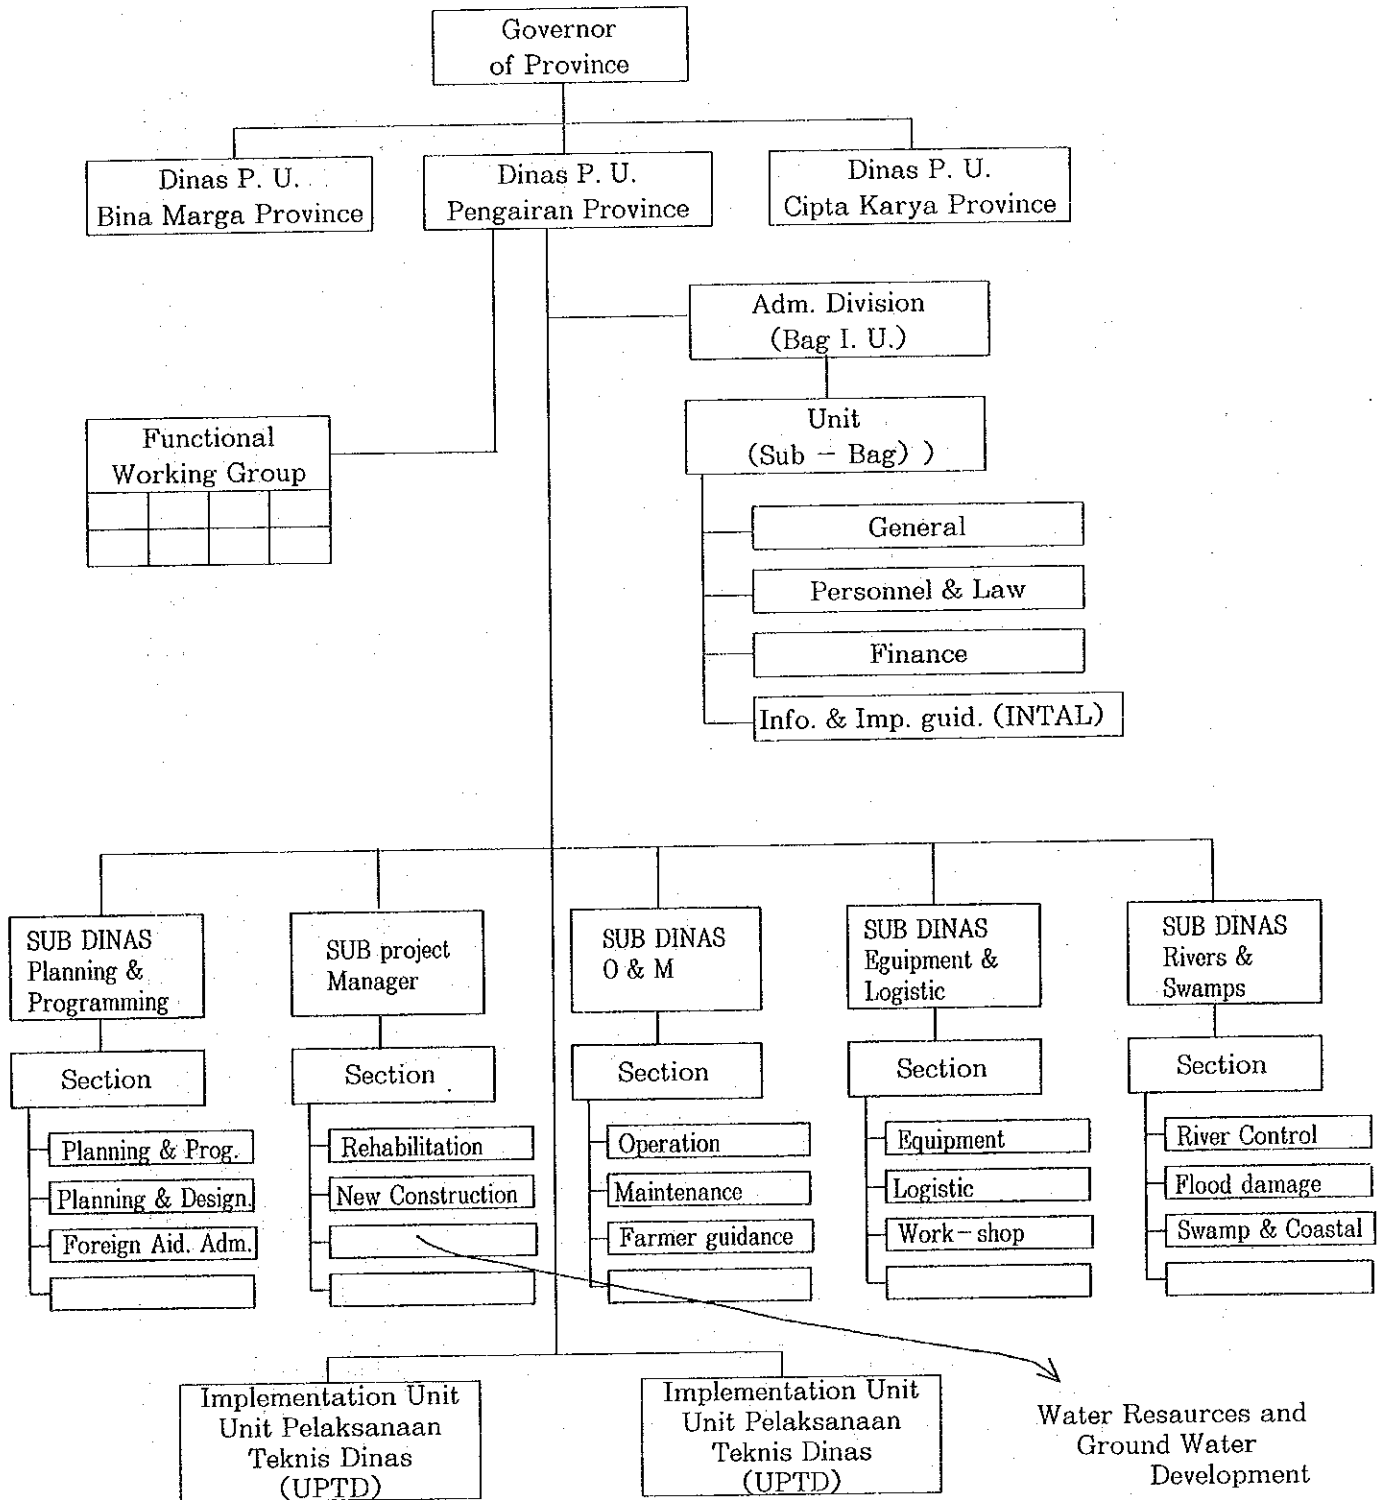 Governor
of Province
Dinas P. U.
Bina Marga Province
Dinas P. U.
Pengairan Province
Dinas P. U.
Cipta Karya Province
Adm. Division
(Bag I. U.)
Unit
(Sub - Bag) )
Functional
Working Group
General
Personnel & Law
Finance
Info. & Imp. guid. (INTAL)
SUB DINAS
Planning &
Programming
SUB project
Manager
SUB DINAS
O & M
SUB DINAS
Eguipment &
Logistic
SUB DINAS
Rivers &
Swamps
Section
Section
Section
Section
Section
Planning & Prog.
Planning & Design.
Foreign Aid. Adm.
Rehabilitation
New Construction
Operation
Maintenance
Farmer guidance
Equipment
Logistic
Work-shop
River Control
Flood damage
Swamp & Coastal
Implementation Unit
Unit Pelaksanaan
Teknis Dinas
(UPTD)
Implementation Unit
Unit Pelaksanaan
Teknis Dinas
(UPTD)
Water Resaurces and
Ground Water
Development